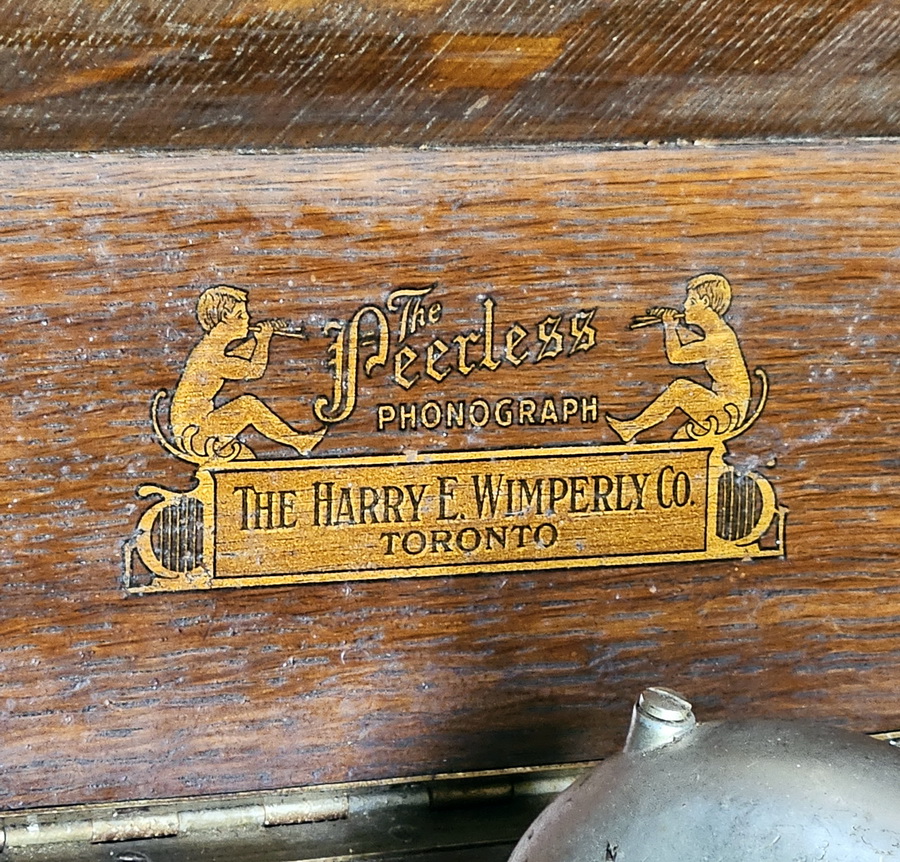 The
Peerless
PHONOGRAPH
THE HARRY E. WIMPERLY CO.
TORONTO